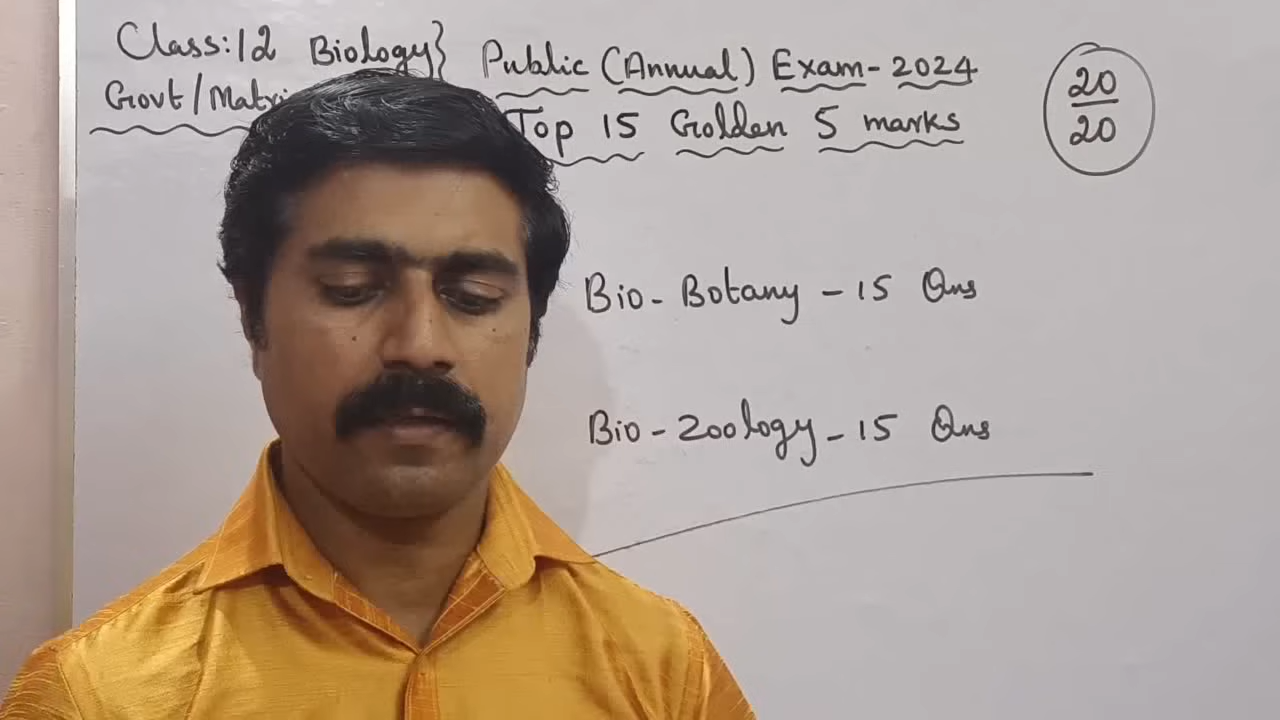 Class: 12 Biology} Public (Annual) Exam - 2024
Govt / Matri Top 15 Golden 5 marks
20
20
Bio - Botany - 15 Qns
Bio - Zoology - 15 Qns